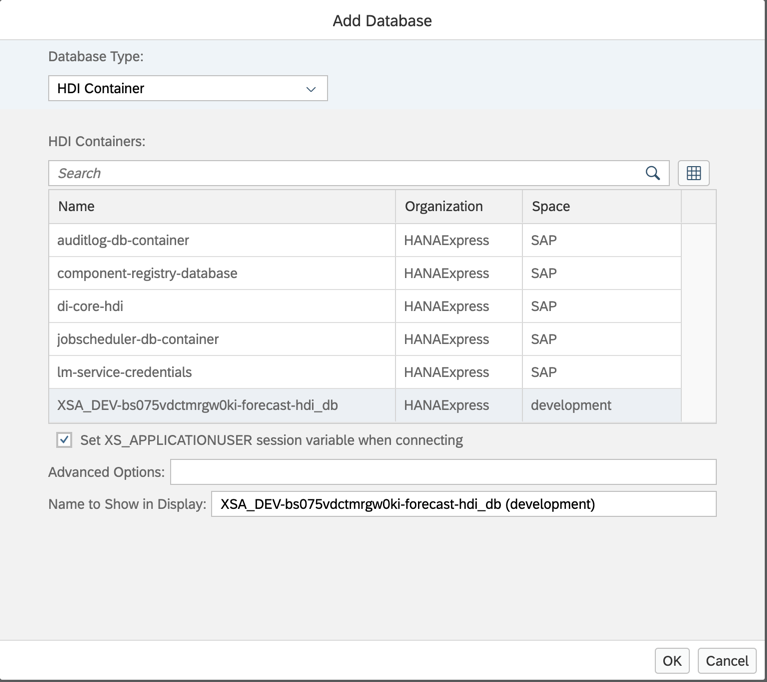 Add Database
Database Type:
HDI Container
HDI Containers:
Search
Name Organization Space
auditlog-db-container HANAExpress SAP
component-registry-database HANAExpress SAP
di-core-hdi HANAExpress SAP
jobscheduler-db-container HANAExpress SAP
lm-service-credentials HANAExpress SAP
XSA_DEV-bs075vdctmrgw0ki-forecast-hdi_db HANAExpress development
Set XS_APPLICATIONUSER session variable when connecting
Advanced Options:
Name to Show in Display: XSA_DEV-bs075vdctmrgw0ki-forecast-hdi_db (development)
OK Cancel